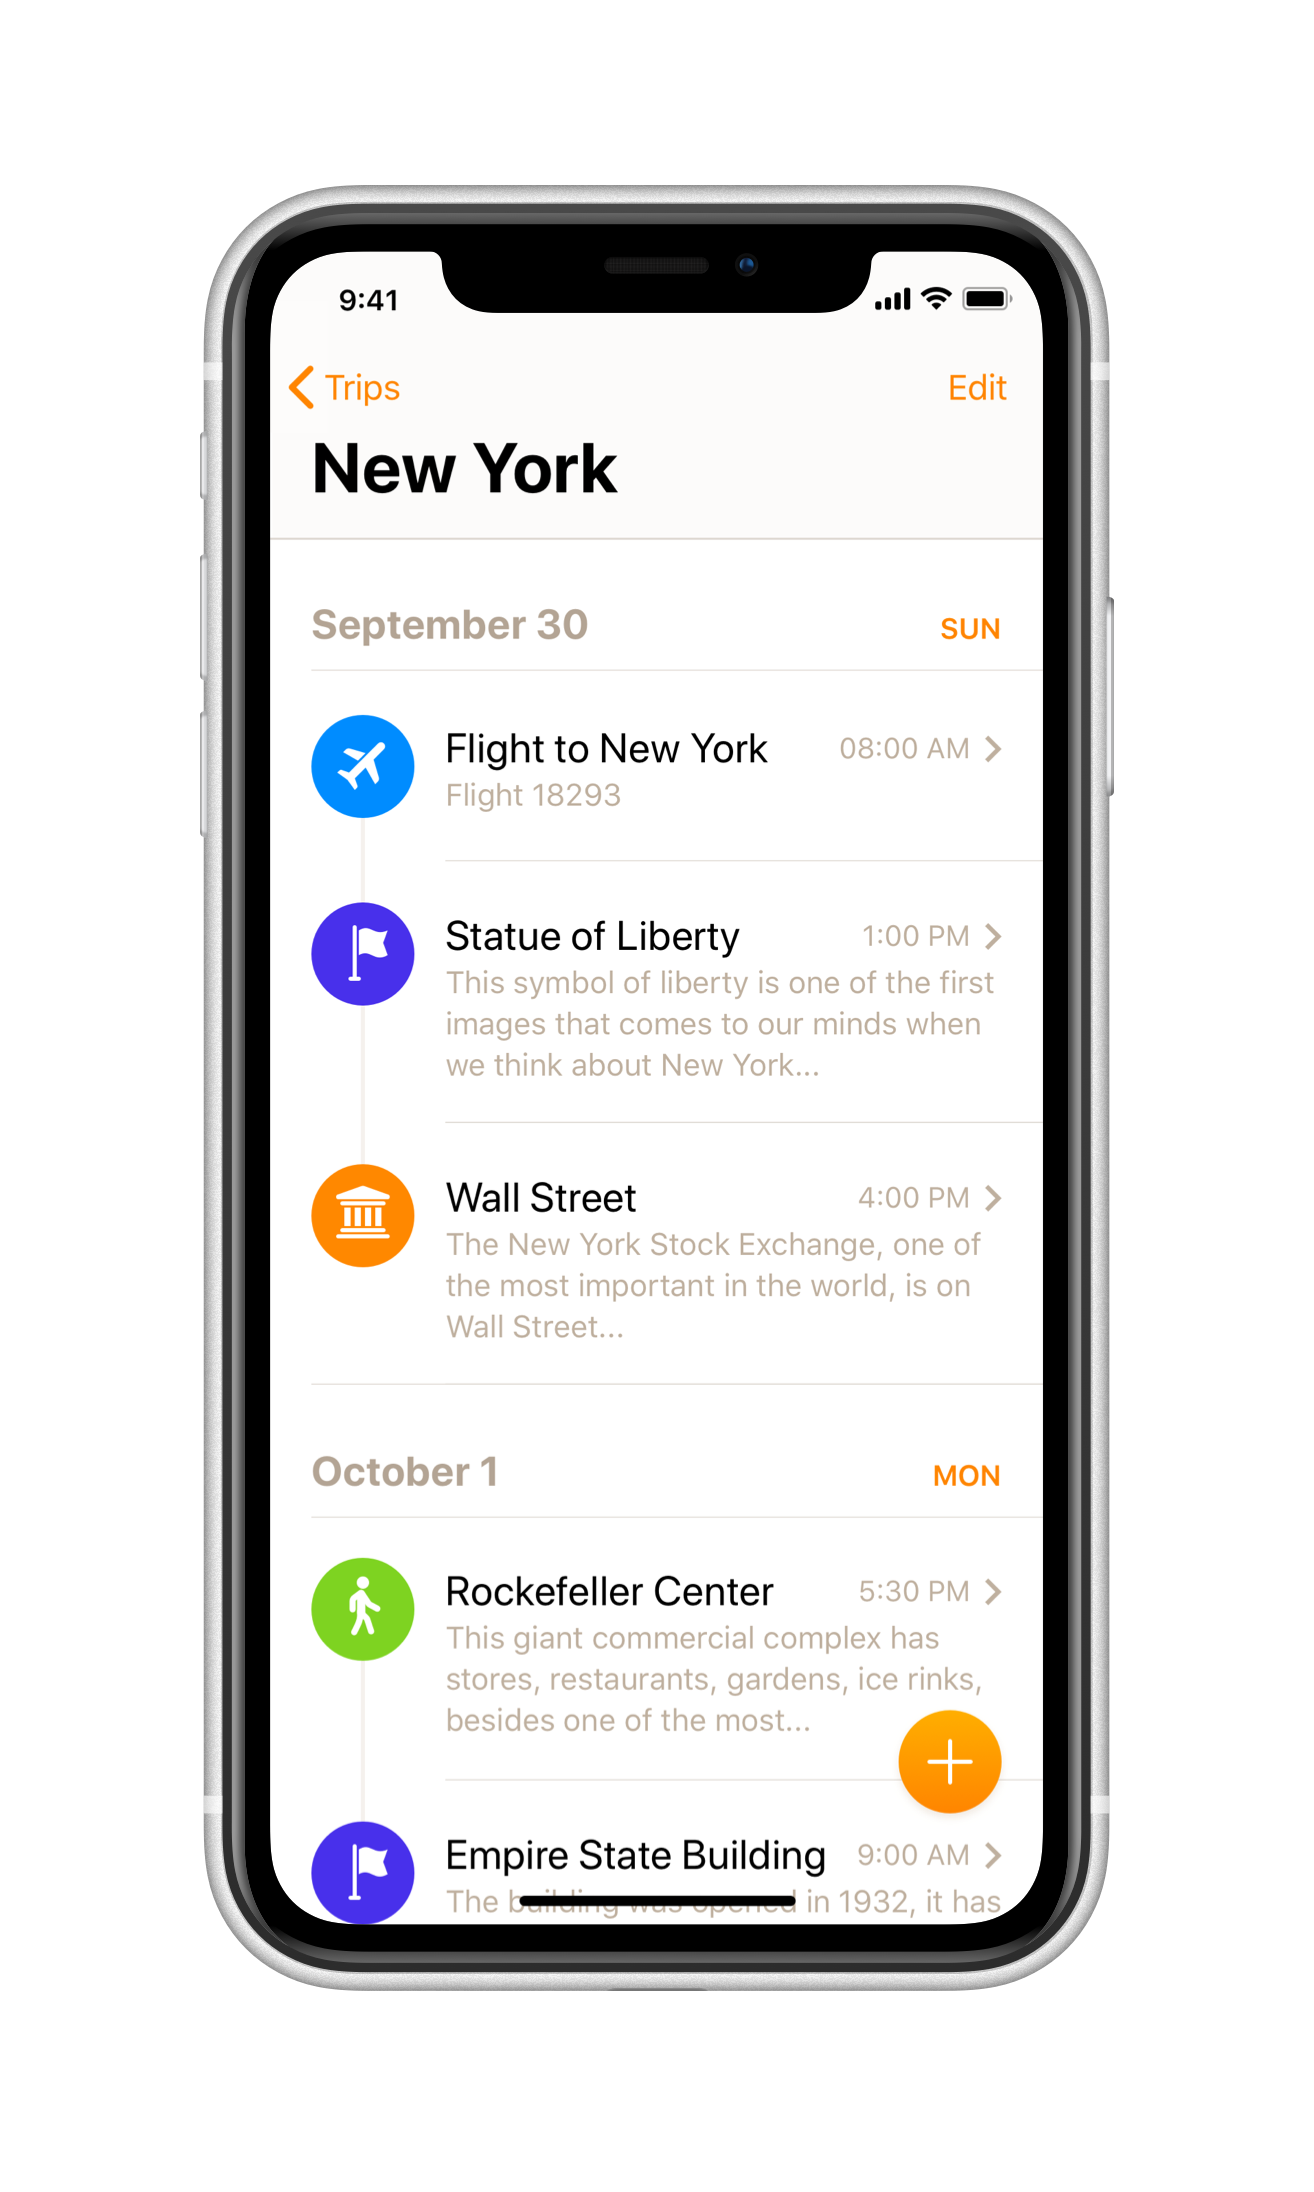 9:41
Trips
Edit
New York
September 30
SUN
Flight to New York
08:00 AM
Flight 18293
Statue of Liberty
1:00 PM
This symbol of liberty is one of the first
images that comes to our minds when
we think about New York...
Wall Street
4:00 PM
The New York Stock Exchange, one of
the most important in the world, is on
Wall Street...
October 1
MON
Rockefeller Center
5:30 PM
This giant commercial complex has
stores, restaurants, gardens, ice rinks,
besides one of the most...
Empire State Building
9:00 AM
The building was opened in 1932, it has